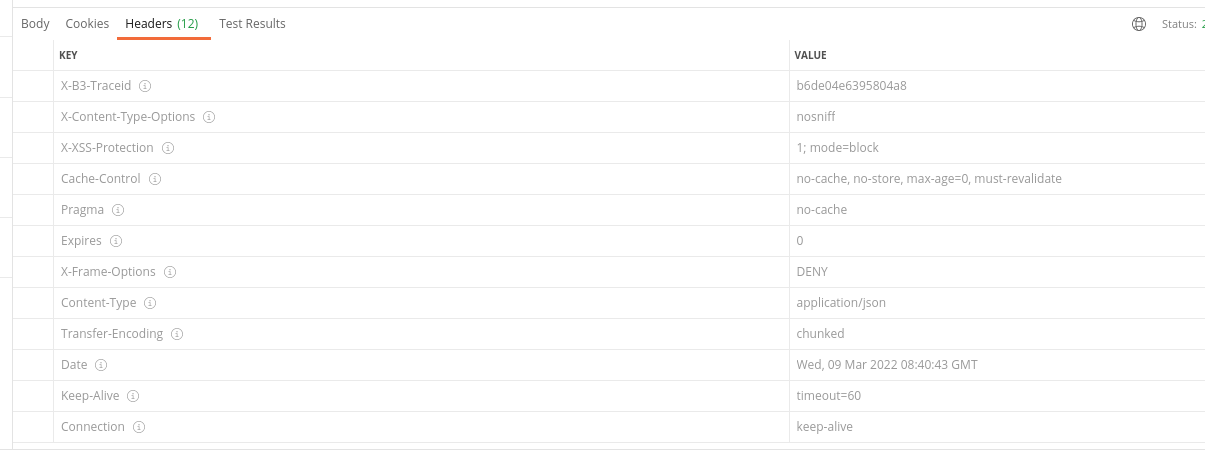 Body Cookies Headers (12) Test Results Status: 2
KEY VALUE
X-B3-Traceid b6de04e6395804a8
X-Content-Type-Options nosniff
X-XSS-Protection 1; mode=block
Cache-Control no-cache, no-store, max-age=0, must-revalidate
Pragma no-cache
Expires 0
X-Frame-Options DENY
Content-Type application/json
Transfer-Encoding chunked
Date Wed, 09 Mar 2022 08:40:43 GMT
Keep-Alive timeout=60
Connection keep-alive